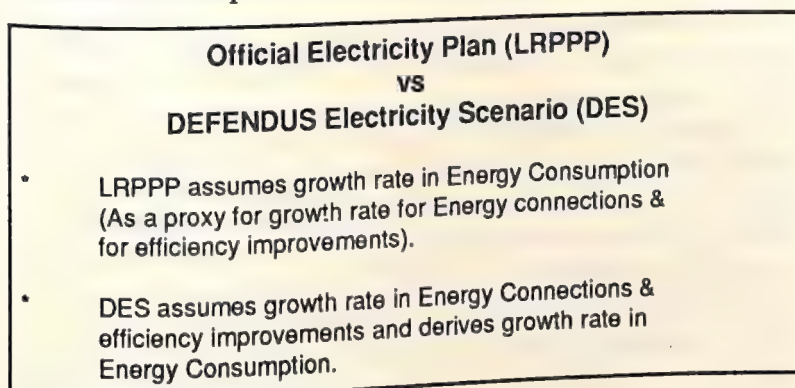 Official Electricity Plan (LRPPP)
vs
DEFENDUS Electricity Scenario (DES)
* LRPPP assumes growth rate in Energy Consumption
(As a proxy for growth rate for Energy connections &
for efficiency improvements).
* DES assumes growth rate in Energy Connections &
efficiency improvements and derives growth rate in
Energy Consumption.